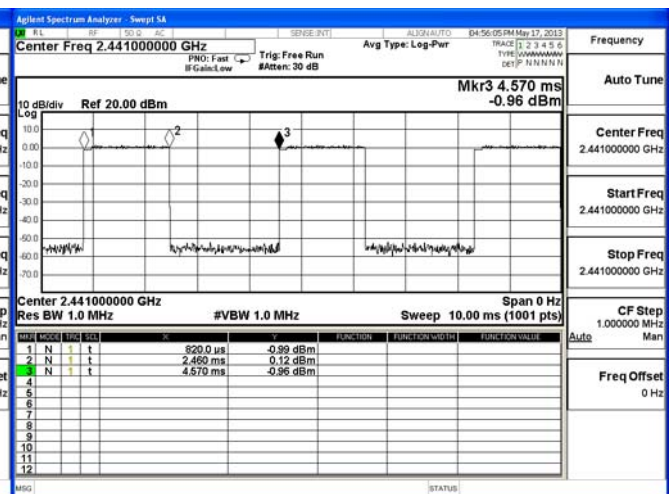 Agilent Spectrum Analyzer - Swept SA
RL RF 50 Ω AC SENSE:INT ALIGN AUTO 04:56:05 PM May 17, 2013
Center Freq 2.441000000 GHz
PNO: Fast
IFGain:Low
Trig: Free Run
#Atten: 30 dB
Avg Type: Log-Pwr
TRACE 1 2 3 4 5 6
TYPE
DET P N N N N N
Mkr3 4.570 ms
-0.96 dBm
10 dB/div Ref 20.00 dBm
Log
10.0
0.00
-10.0
-20.0
-30.0
-40.0
-50.0
-60.0
-70.0
1
2
3
Center 2.441000000 GHz Span 0 Hz
Res BW 1.0 MHz #VBW 1.0 MHz Sweep 10.00 ms (1001 pts)
MKR MODE TRC SCL X Y FUNCTION FUNCTION WIDTH FUNCTION VALUE
1 N 1 t 820.0 µs -0.99 dBm
2 N 1 t 2.460 ms 0.12 dBm
3 N 1 t 4.570 ms -0.96 dBm
4
5
6
7
8
9
10
11
12
MSG STATUS
Frequency
Auto Tune
Center Freq
2.441000000 GHz
Start Freq
2.441000000 GHz
Stop Freq
2.441000000 GHz
CF Step
1.000000 MHz
Auto Man
Freq Offset
0 Hz